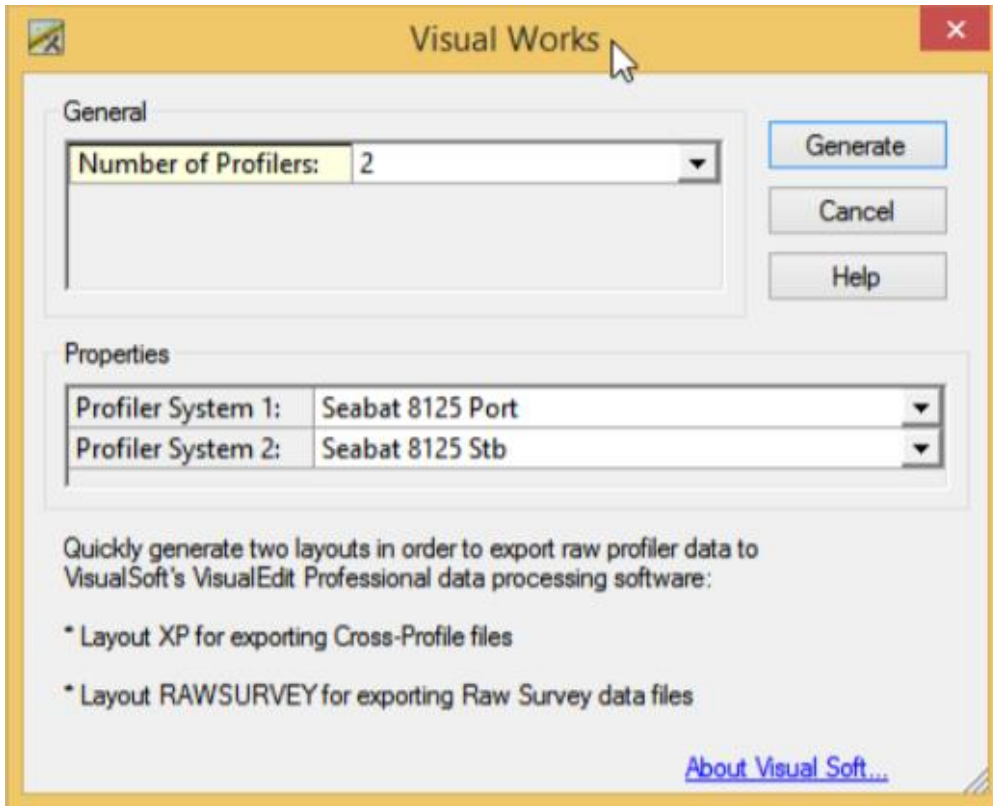 Visual Works
General
Number of Profilers: 2
Generate
Cancel
Help
Properties
Profiler System 1: Seabat 8125 Port
Profiler System 2: Seabat 8125 Stb
Quickly generate two layouts in order to export raw profiler data to
VisualSoft's VisualEdit Professional data processing software:
* Layout XP for exporting Cross-Profile files
* Layout RAWSURVEY for exporting Raw Survey data files
About Visual Soft...